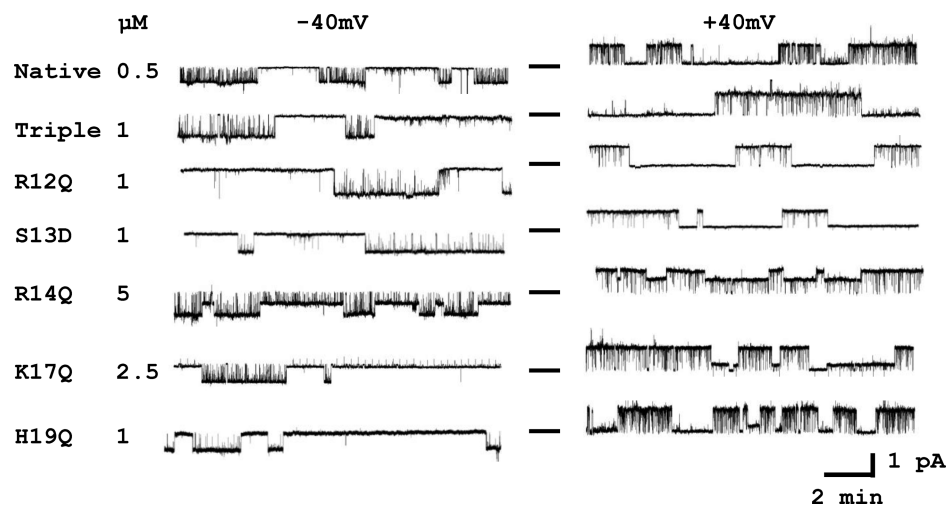 µM -40mV +40mV
Native 0.5
Triple 1
R12Q 1
S13D 1
R14Q 5
K17Q 2.5
H19Q 1
1 pA
2 min